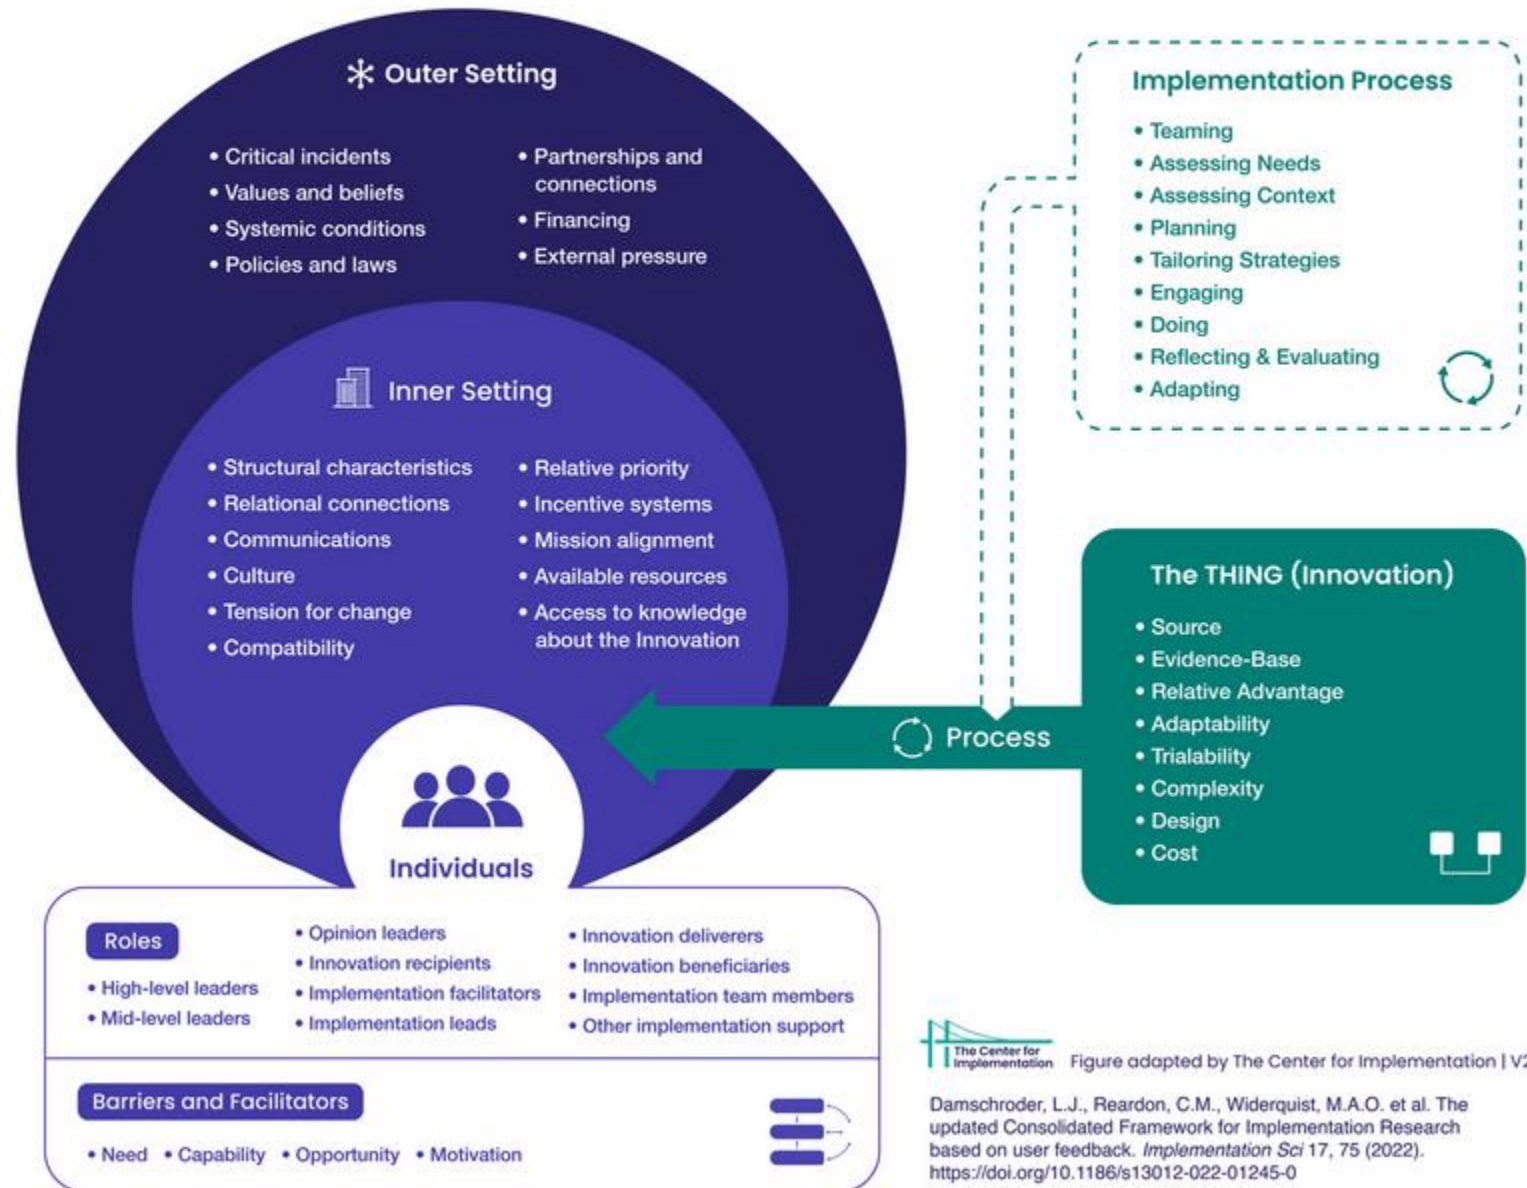 Outer Setting
• Critical incidents
• Values and beliefs
• Systemic conditions
• Policies and laws
• Partnerships and
connections
• Financing
• External pressure
Inner Setting
• Structural characteristics
• Relational connections
• Communications
• Culture
• Tension for change
• Compatibility
• Relative priority
• Incentive systems
• Mission alignment
• Available resources
• Access to knowledge
about the Innovation
Individuals
Roles
• High-level leaders
• Mid-level leaders
• Opinion leaders
• Innovation recipients
• Implementation facilitators
• Implementation leads
• Innovation deliverers
• Innovation beneficiaries
• Implementation team members
• Other implementation support
Barriers and Facilitators
• Need • Capability • Opportunity • Motivation
Implementation Process
• Teaming
• Assessing Needs
• Assessing Context
• Planning
• Tailoring Strategies
• Engaging
• Doing
• Reflecting & Evaluating
• Adapting
Process
The THING (Innovation)
• Source
• Evidence-Base
• Relative Advantage
• Adaptability
• Trialability
• Complexity
• Design
• Cost
The Center for
Implementation
Figure adapted by The Center for Implementation | V2
Damschroder, L.J., Reardon, C.M., Widerquist, M.A.O. et al. The
updated Consolidated Framework for Implementation Research
based on user feedback. Implementation Sci 17, 75 (2022).
https://doi.org/10.1186/s13012-022-01245-0